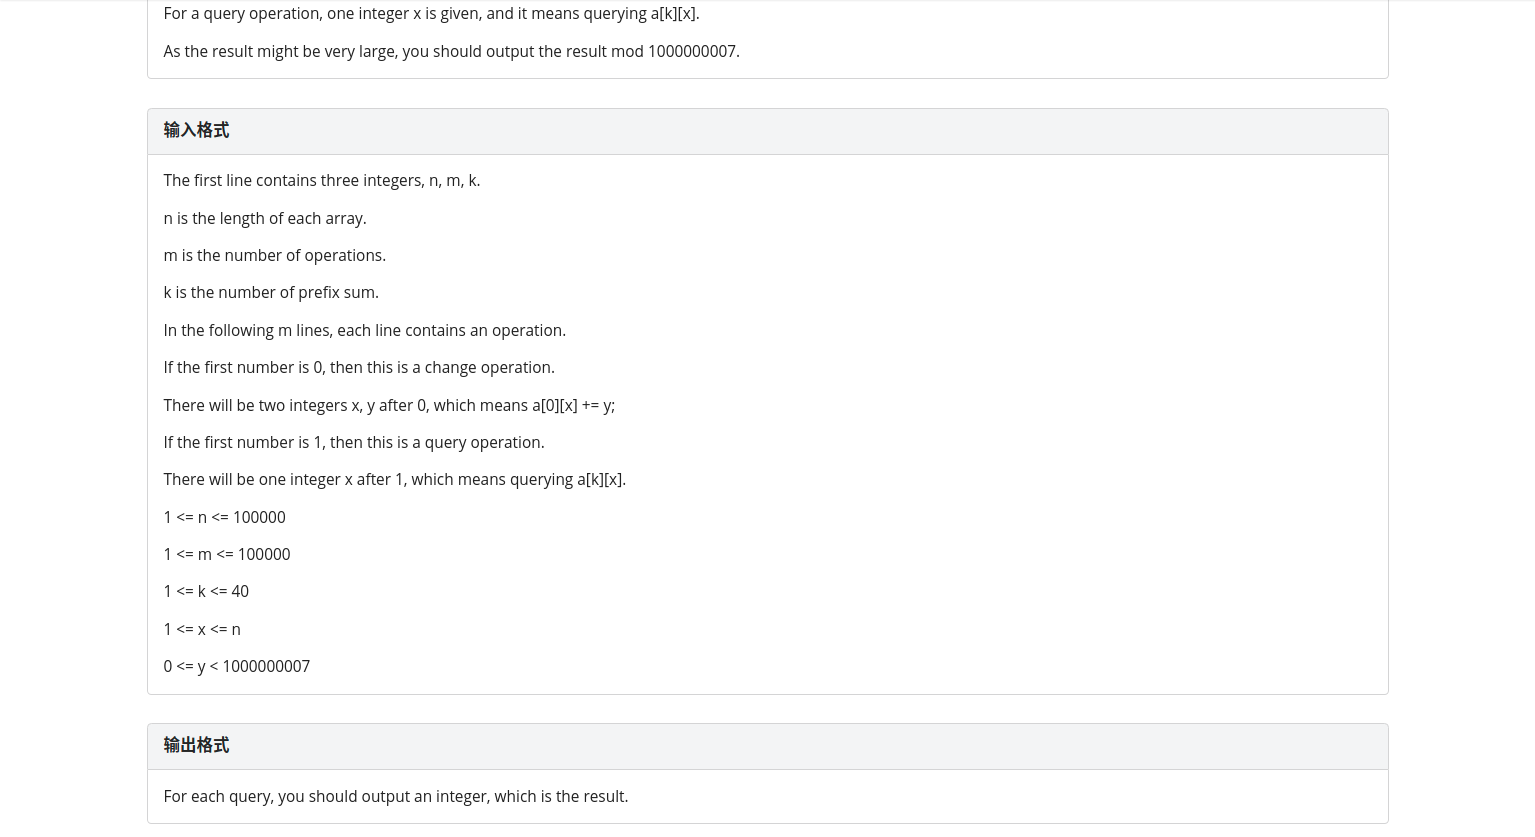 For a query operation, one integer x is given, and it means querying a[k][x].
As the result might be very large, you should output the result mod 1000000007.
输入格式
The first line contains three integers, n, m, k.
n is the length of each array.
m is the number of operations.
k is the number of prefix sum.
In the following m lines, each line contains an operation.
If the first number is 0, then this is a change operation.
There will be two integers x, y after 0, which means a[0][x] += y;
If the first number is 1, then this is a query operation.
There will be one integer x after 1, which means querying a[k][x].
1 <= n <= 100000
1 <= m <= 100000
1 <= k <= 40
1 <= x <= n
0 <= y < 1000000007
输出格式
For each query, you should output an integer, which is the result.